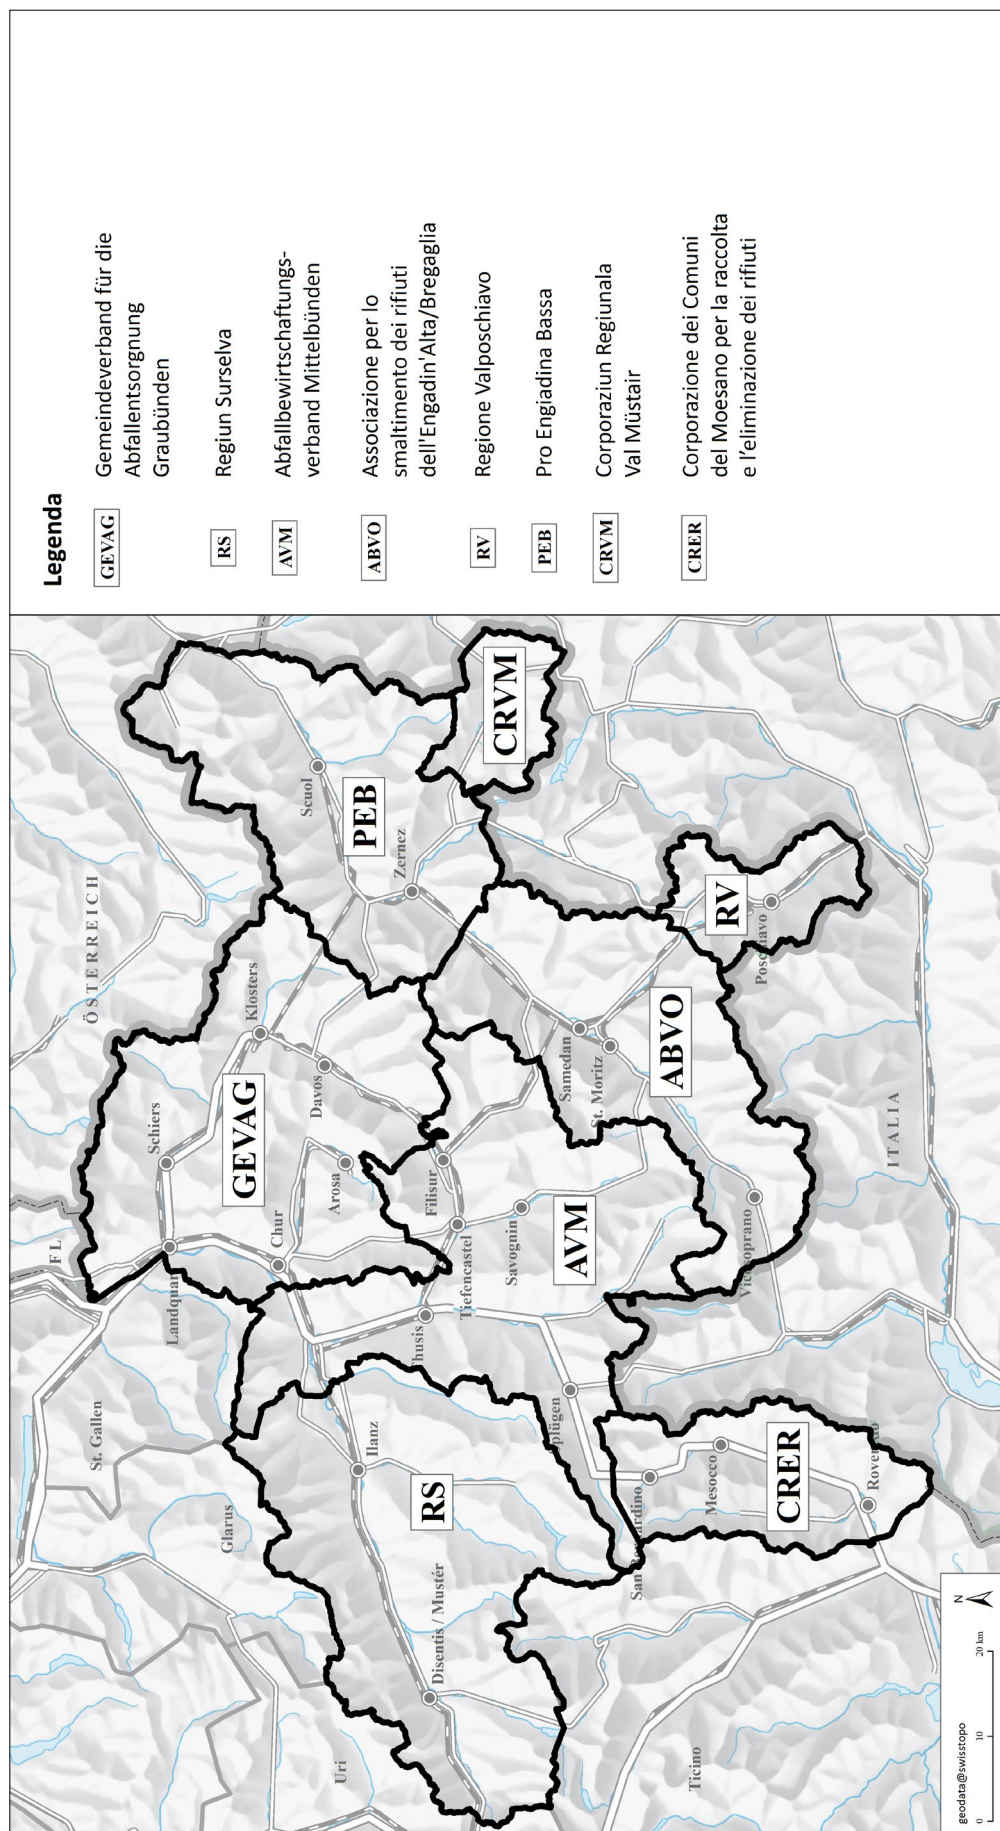 Legenda
GEVAG
Gemeindeverband für die
Abfallentsorgnung
Graubünden
RS
Regiun Surselva
AVM
Abfallbewirtschaftungs-
verband Mittelbünden
ABVO
Associazione per lo
smaltimento dei rifiuti
dell'Engadin'Alta/Bregaglia
RV
Regione Valposchiavo
PEB
Pro Engiadina Bassa
CRVM
Corporaziun Regiunala
Val Müstair
CRER
Corporazione dei Comuni
del Moesano per la raccolta
e l'eliminazione dei rifiuti
FL
ÖSTERREICH
St. Gallen
Glarus
Uri
Ticino
ITALIA
Schiers
Landquart
Klosters
GEVAG
Chur
Davos
Arosa
Scuol
PEB
Zernez
CRVM
Ilanz
RS
Disentis / Mustér
Thusis
Filisur
Tiefencastel
Savognin
AVM
Splügen
Samedan
St. Moritz
ABVO
RV
Poschiavo
Vicosoprano
San Bernardino
Mesocco
CRER
Roveredo
geodata@swisstopo
N
0 10 20 km